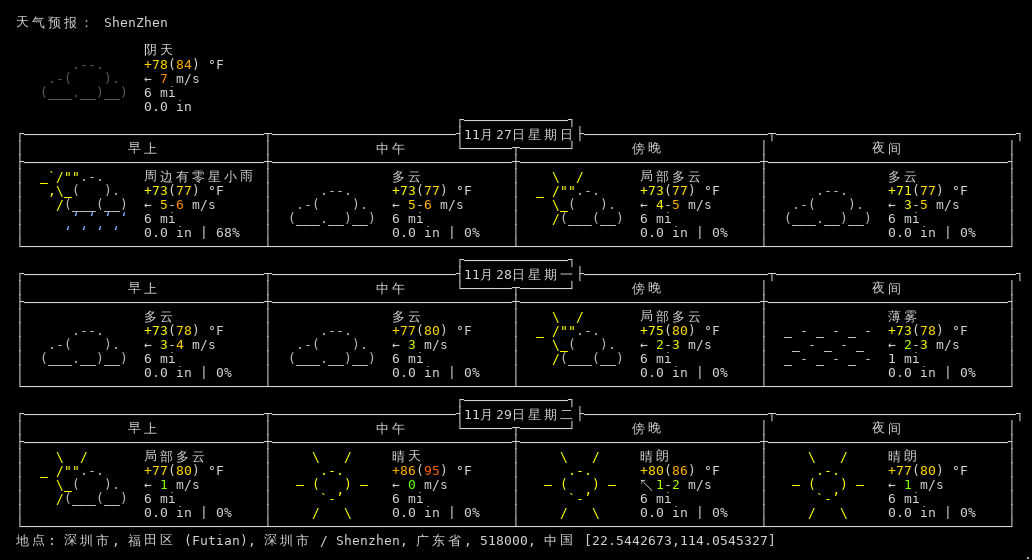 天气预报： ShenZhen
阴天
+78(84) °F
← 7 m/s
6 mi
0.0 in
11月27日星期日
早上 中午 傍晚 夜间
周边有零星小雨 多云 局部多云 多云
+73(77) °F +73(77) °F +73(77) °F +71(77) °F
← 5-6 m/s ← 5-6 m/s ← 4-5 m/s ← 3-5 m/s
6 mi 6 mi 6 mi 6 mi
0.0 in | 68% 0.0 in | 0% 0.0 in | 0% 0.0 in | 0%
11月28日星期一
早上 中午 傍晚 夜间
多云 多云 局部多云 薄雾
+73(78) °F +77(80) °F +75(80) °F +73(78) °F
← 3-4 m/s ← 3 m/s ← 2-3 m/s ← 2-3 m/s
6 mi 6 mi 6 mi 1 mi
0.0 in | 0% 0.0 in | 0% 0.0 in | 0% 0.0 in | 0%
11月29日星期二
早上 中午 傍晚 夜间
局部多云 晴天 晴朗 晴朗
+77(80) °F +86(95) °F +80(86) °F +77(80) °F
← 1 m/s ← 0 m/s ↖ 1-2 m/s ← 1 m/s
6 mi 6 mi 6 mi 6 mi
0.0 in | 0% 0.0 in | 0% 0.0 in | 0% 0.0 in | 0%
地点: 深圳市, 福田区 (Futian), 深圳市 / Shenzhen, 广东省, 518000, 中国 [22.5442673,114.0545327]